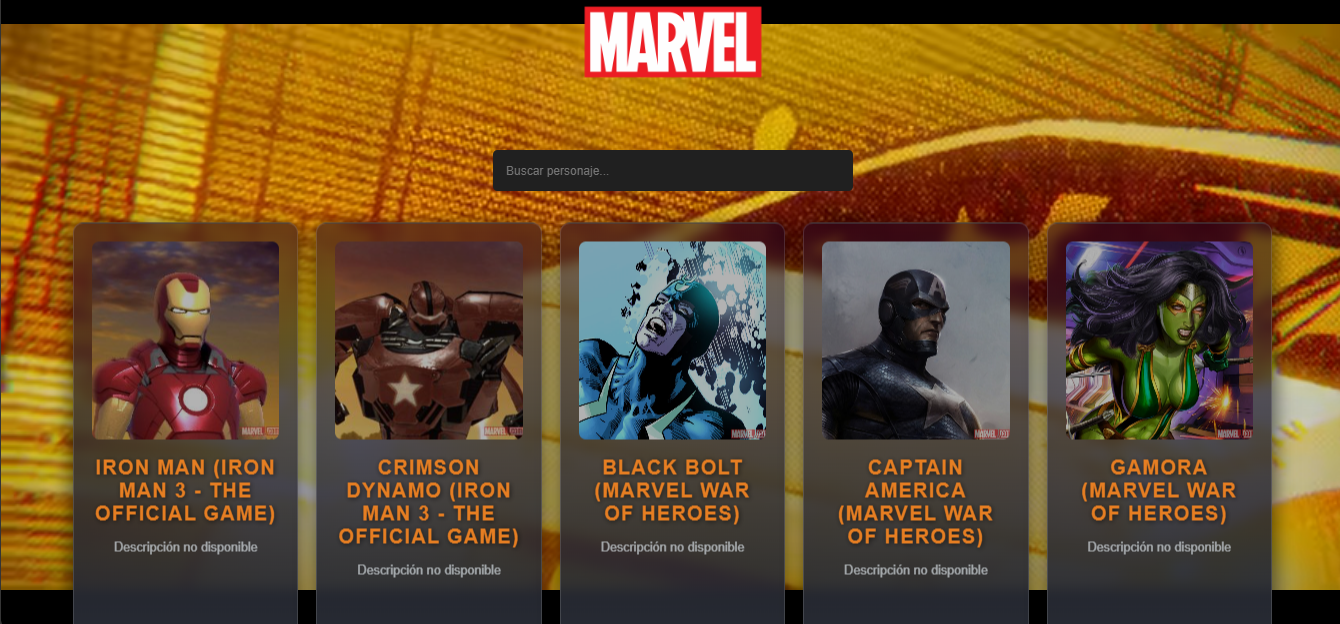 MARVEL
Buscar personaje...
IRON MAN (IRON
MAN 3 - THE
OFFICIAL GAME)
Descripción no disponible
CRIMSON
DYNAMO (IRON
MAN 3 - THE
OFFICIAL GAME)
Descripción no disponible
BLACK BOLT
(MARVEL WAR
OF HEROES)
Descripción no disponible
CAPTAIN
AMERICA
(MARVEL WAR
OF HEROES)
Descripción no disponible
GAMORA
(MARVEL WAR
OF HEROES)
Descripción no disponible